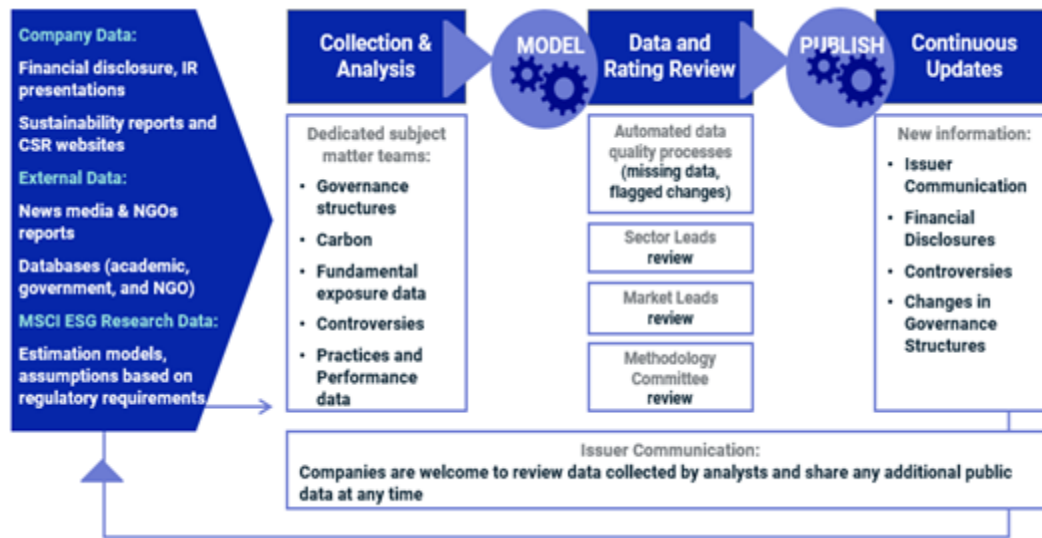 Company Data:
Financial disclosure, IR
presentations
Sustainability reports and
CSR websites
External Data:
News media & NGOs
reports
Databases (academic,
government, and NGO)
MSCI ESG Research Data:
Estimation models,
assumptions based on
regulatory requirements
Collection &
Analysis
Dedicated subject
matter teams:
• Governance
structures
• Carbon
• Fundamental
exposure data
• Controversies
• Practices and
Performance
data
MODEL
Data and
Rating Review
Automated data
quality processes
(missing data,
flagged changes)
Sector Leads
review
Market Leads
review
Methodology
Committee
review
PUBLISH
Continuous
Updates
New information:
• Issuer
Communication
• Financial
Disclosures
• Controversies
• Changes in
Governance
Structures
Issuer Communication:
Companies are welcome to review data collected by analysts and share any additional public
data at any time